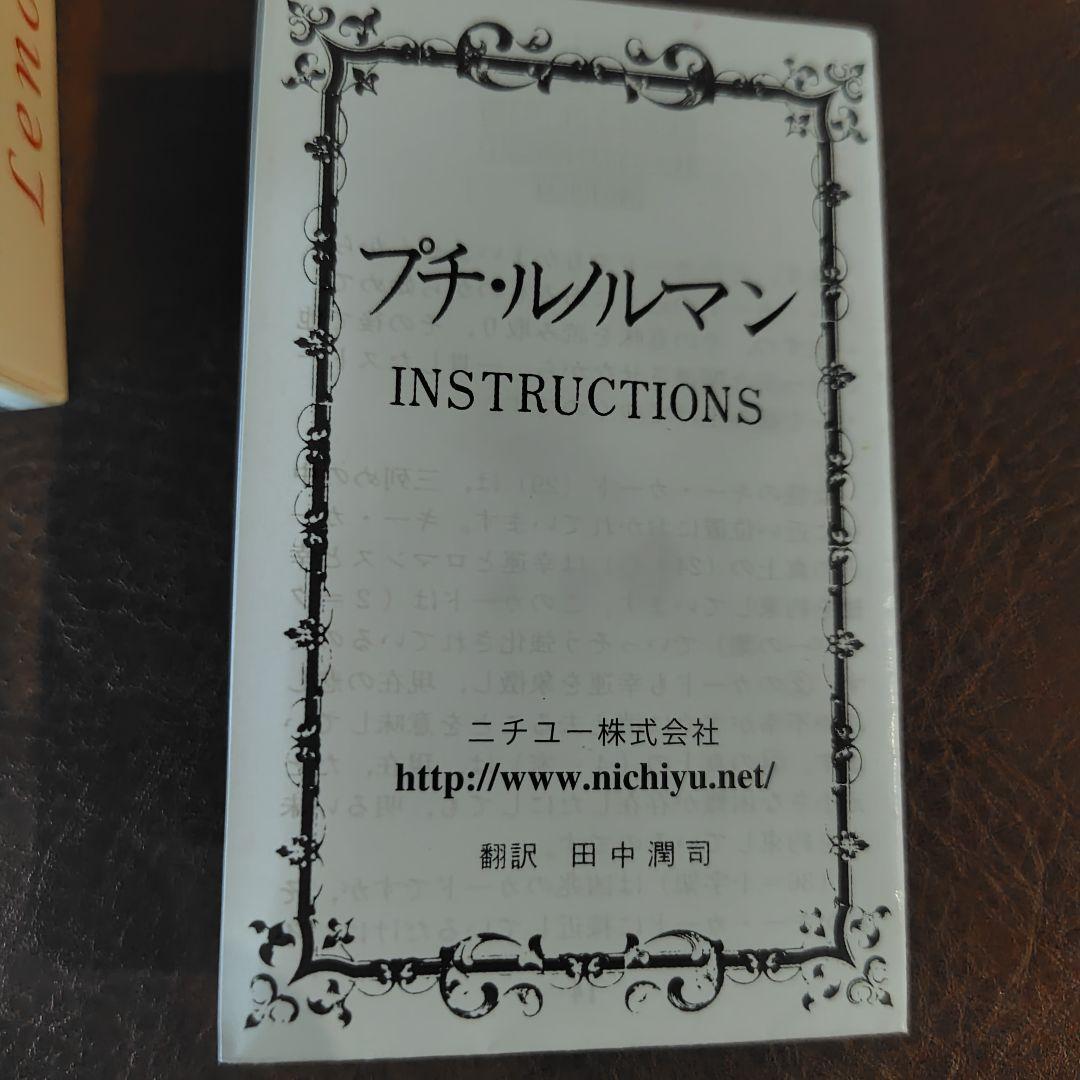 Leno
プチ・ルノルマン
INSTRUCTIONS
ニチユー株式会社
http://www.nichiyu.net/
翻訳 田中潤司